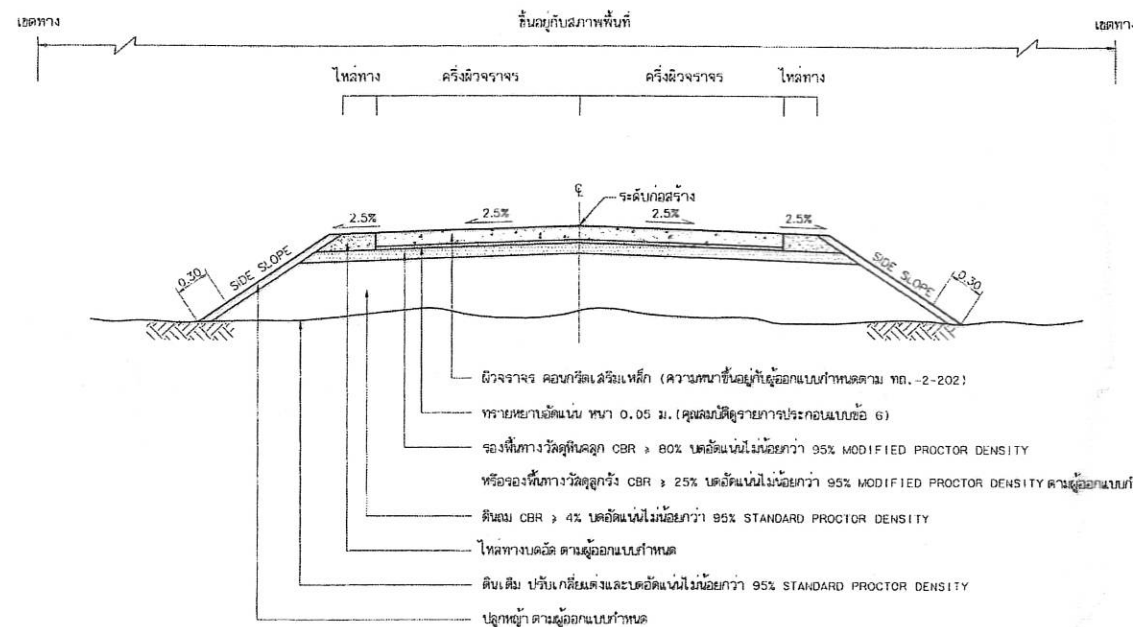 เขตทาง ขึ้นอยู่กับสภาพพื้นที่ เขตทาง
ไหล่ทาง ครึ่งผิวจราจร ครึ่งผิวจราจร ไหล่ทาง
ระดับก่อสร้าง
2.5% 2.5% 2.5% 2.5%
0.30 SIDE SLOPE SIDE SLOPE 0.30
ผิวจราจร คอนกรีตเสริมเหล็ก (ความหนาขึ้นอยู่กับผู้ออกแบบกำหนดตาม ทถ.-2-202)
ทรายหยาบอัดแน่น หนา 0.05 ม.(คุณสมบัติดูรายการประกอบแบบข้อ 6)
รองพื้นทางวัสดุหินคลุก CBR ≥ 80% บดอัดแน่นไม่น้อยกว่า 95% MODIFIED PROCTOR DENSITY
หรือรองพื้นทางวัสดุลูกรัง CBR ≥ 25% บดอัดแน่นไม่น้อยกว่า 95% MODIFIED PROCTOR DENSITY ตามผู้ออกแบบ
ดินถม CBR ≥ 4% บดอัดแน่นไม่น้อยกว่า 95% STANDARD PROCTOR DENSITY
ไหล่ทางบดอัด ตามผู้ออกแบบกำหนด
ดินเดิม ปรับเกลี่ยแต่งและบดอัดแน่นไม่น้อยกว่า 95% STANDARD PROCTOR DENSITY
ปลูกหญ้า ตามผู้ออกแบบกำหนด